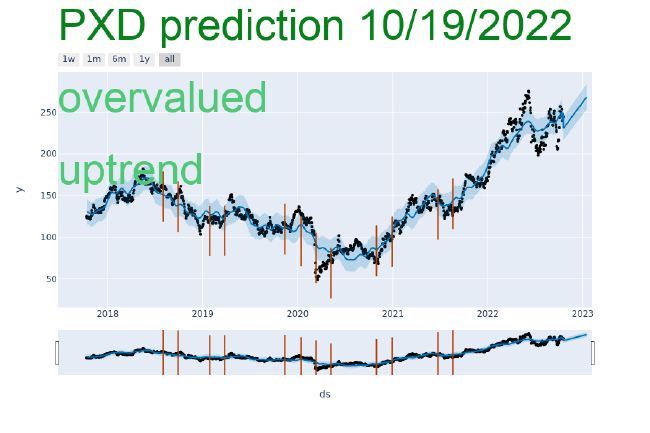 PXD prediction 10/19/2022
1w 1m 6m 1y all
overvalued
250
200
uptrend
150
y
100
50
2018 2019 2020 2021 2022 2023
ds